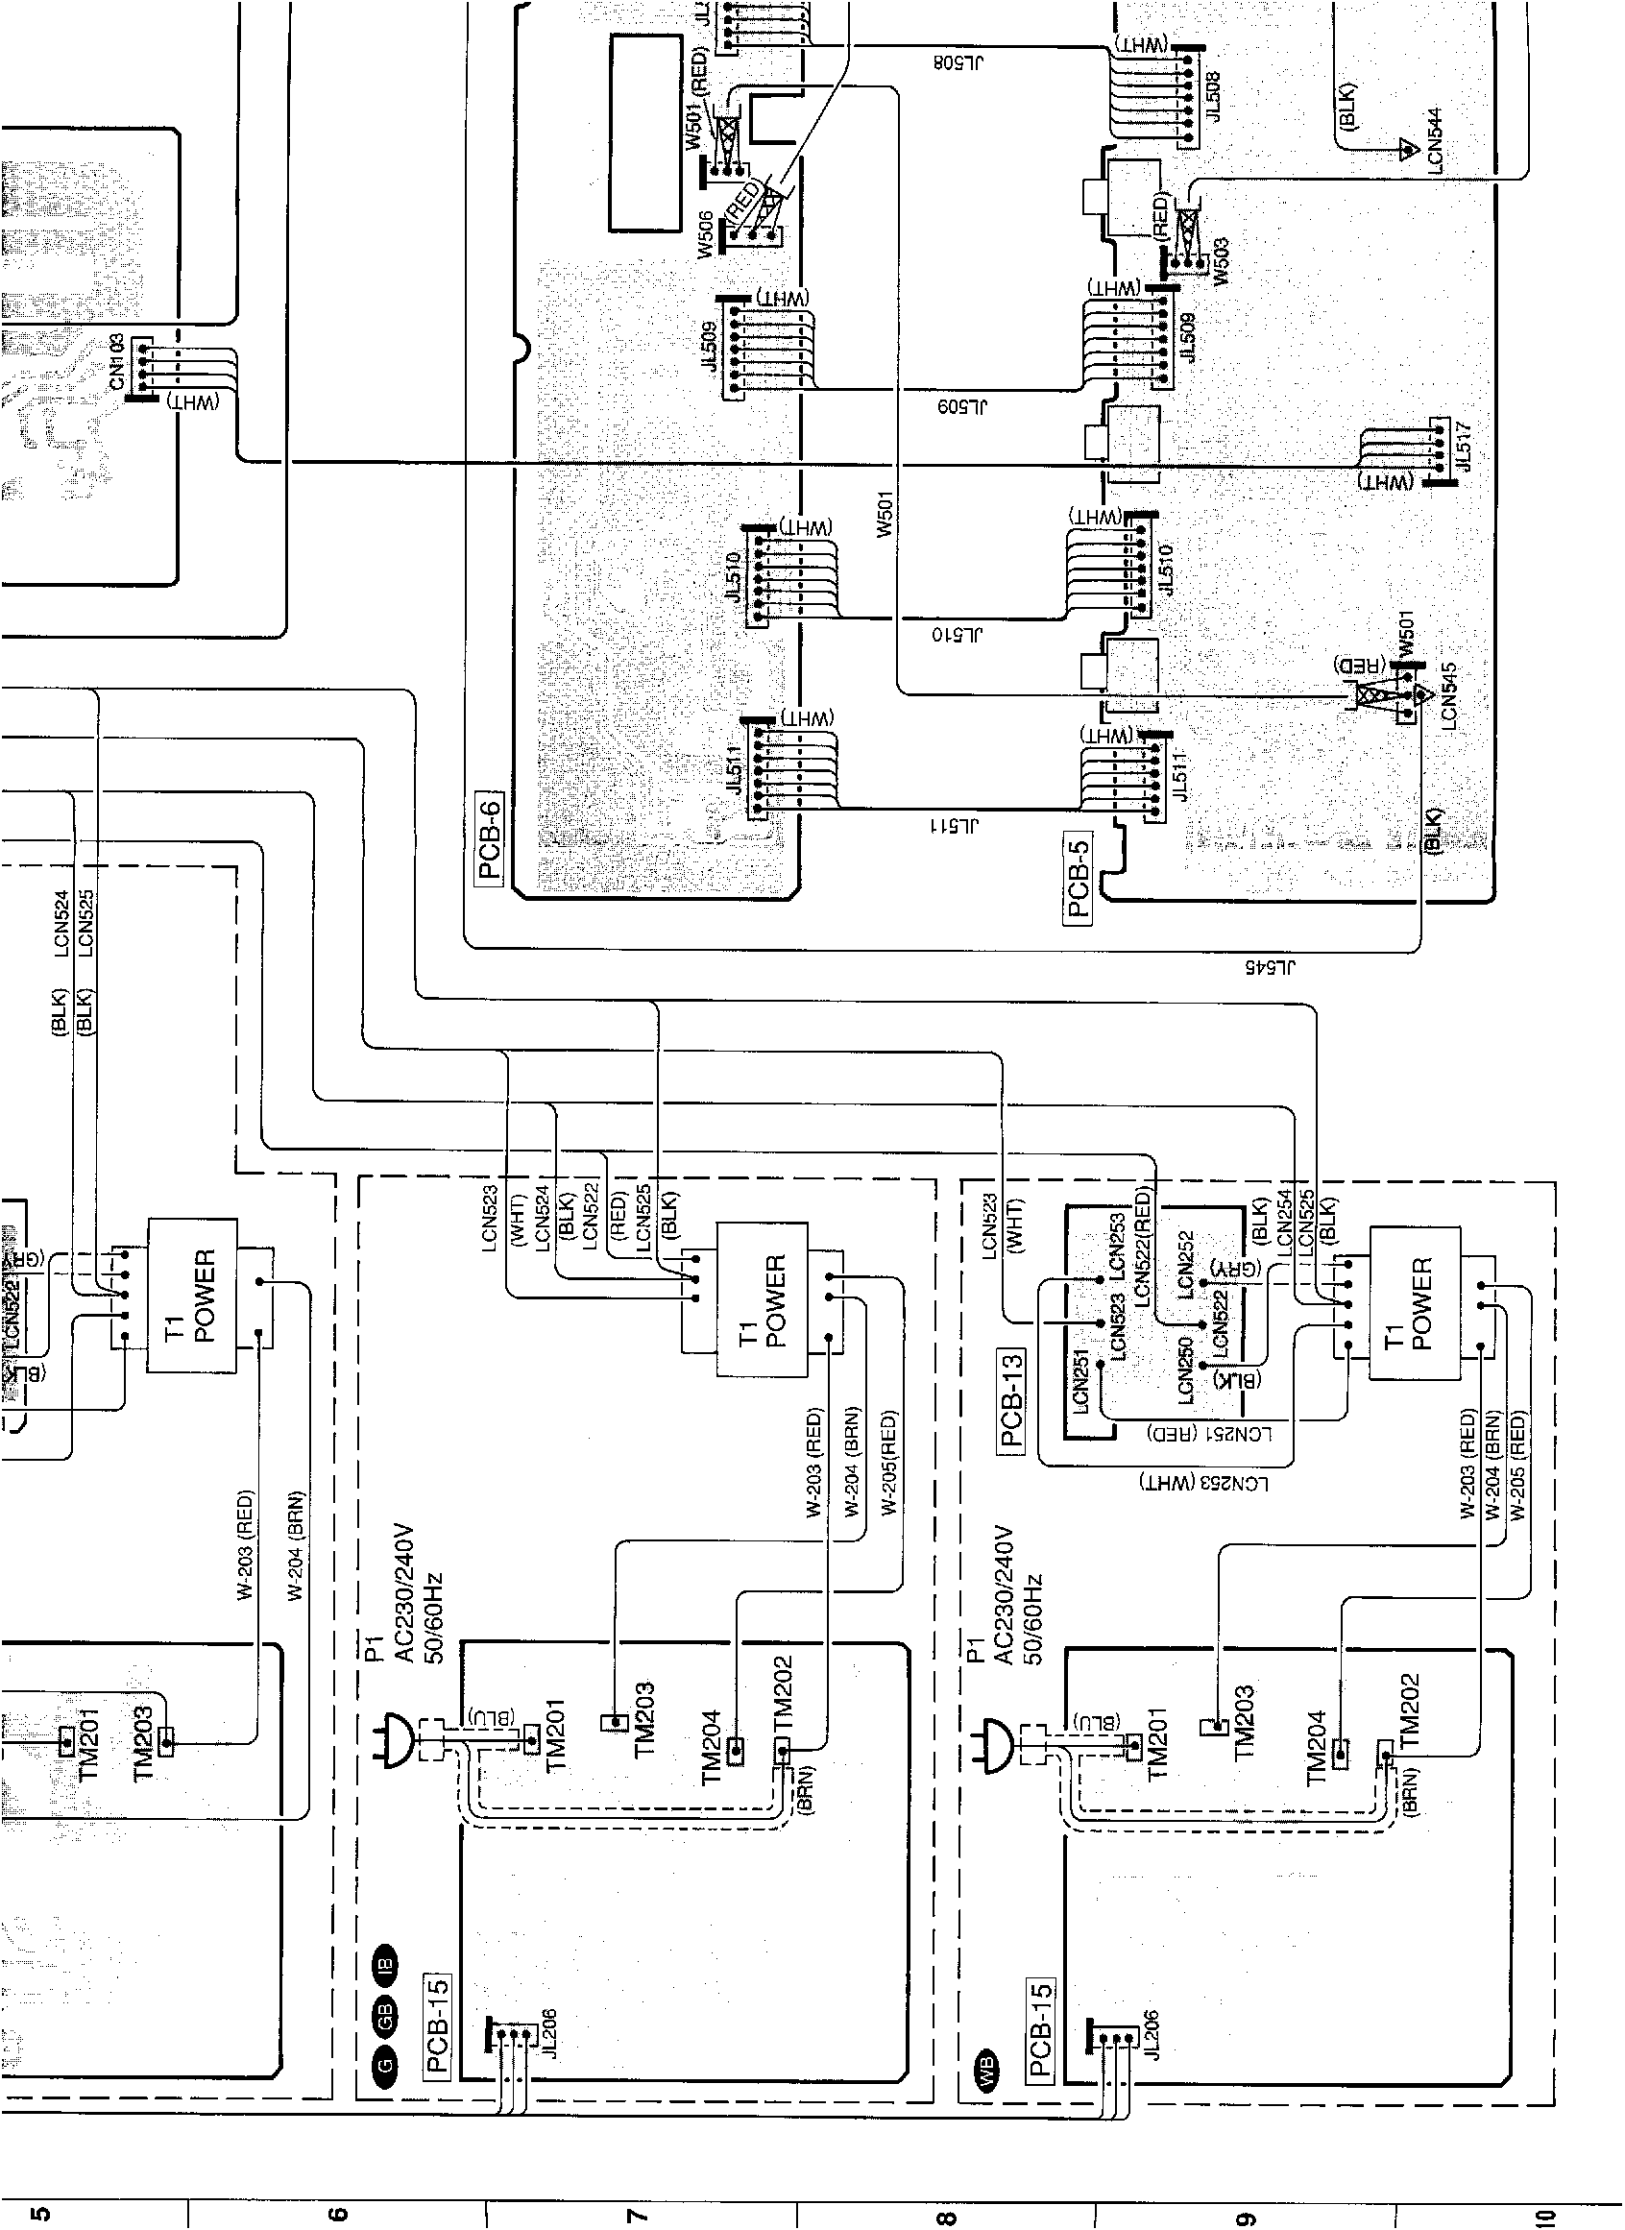 JL508
(WHT)
JL508
(RED)
W501
(RED)
W506
(BLK)
LCN544
(RED)
W503
CN103
(WHT)
JL509
(WHT)
JL509
(WHT)
JL509
W501
JL517
(WHT)
JL510
(WHT)
JL510
(WHT)
JL510
(RED)
W501
LCN545
(BLK)
JL511
(WHT)
JL511
(WHT)
JL511
PCB-6
PCB-5
JL545
LCN524
LCN525
(BLK)
(BLK)
LCN522
(BLK)
T1
POWER
W-203 (RED)
W-204 (BRN)
TM201
TM203
LCN523
(WHT)
LCN524
(BLK)
LCN522
(RED)
LCN525
(BLK)
T1
POWER
W-203 (RED)
W-204 (BRN)
W-205(RED)
P1
AC230/240V
50/60Hz
(BLU)
TM201
TM203
TM204
TM202
(BRN)
G GB IB
PCB-15
JL206
LCN523
(WHT)
PCB-13
LCN251
LCN523
LCN253
LCN522(RED)
LCN250
LCN252
LCN522
(GRY)
(BLK)
(BLK)
LCN254
LCN525
(BLK)
LCN251 (RED)
LCN253 (WHT)
T1
POWER
W-203 (RED)
W-204 (BRN)
W-205 (RED)
P1
AC230/240V
50/60Hz
(BLU)
TM201
TM203
TM204
TM202
(BRN)
WB
PCB-15
JL206
5
6
7
8
9
10